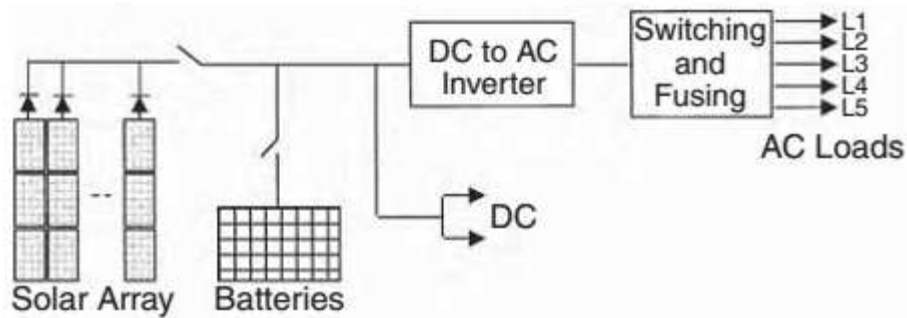 DC to AC
Inverter
Switching
and
Fusing
L1
L2
L3
L4
L5
AC Loads
DC
Solar Array
Batteries